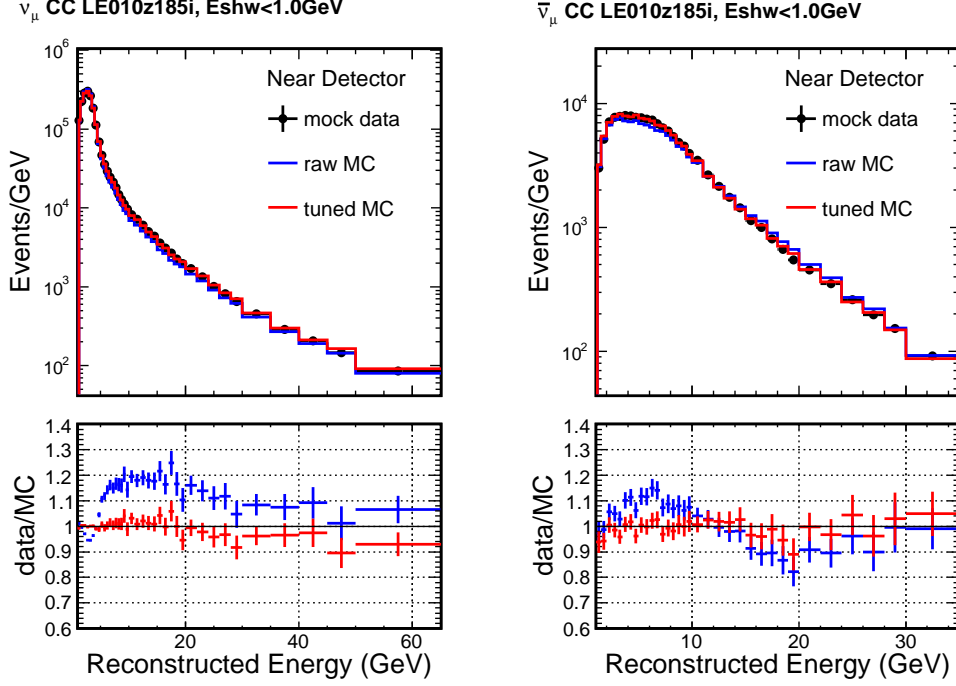 ν_μ CC LE010z185i, Eshw<1.0GeV
Events/GeV
10^6
10^5
10^4
10^3
10^2
Near Detector
mock data
raw MC
tuned MC
data/MC
1.4
1.3
1.2
1.1
1
0.9
0.8
0.7
0.6
20 40 60
Reconstructed Energy (GeV)
ν̅_μ CC LE010z185i, Eshw<1.0GeV
Events/GeV
10^4
10^3
10^2
Near Detector
mock data
raw MC
tuned MC
data/MC
1.4
1.3
1.2
1.1
1
0.9
0.8
0.7
0.6
10 20 30
Reconstructed Energy (GeV)